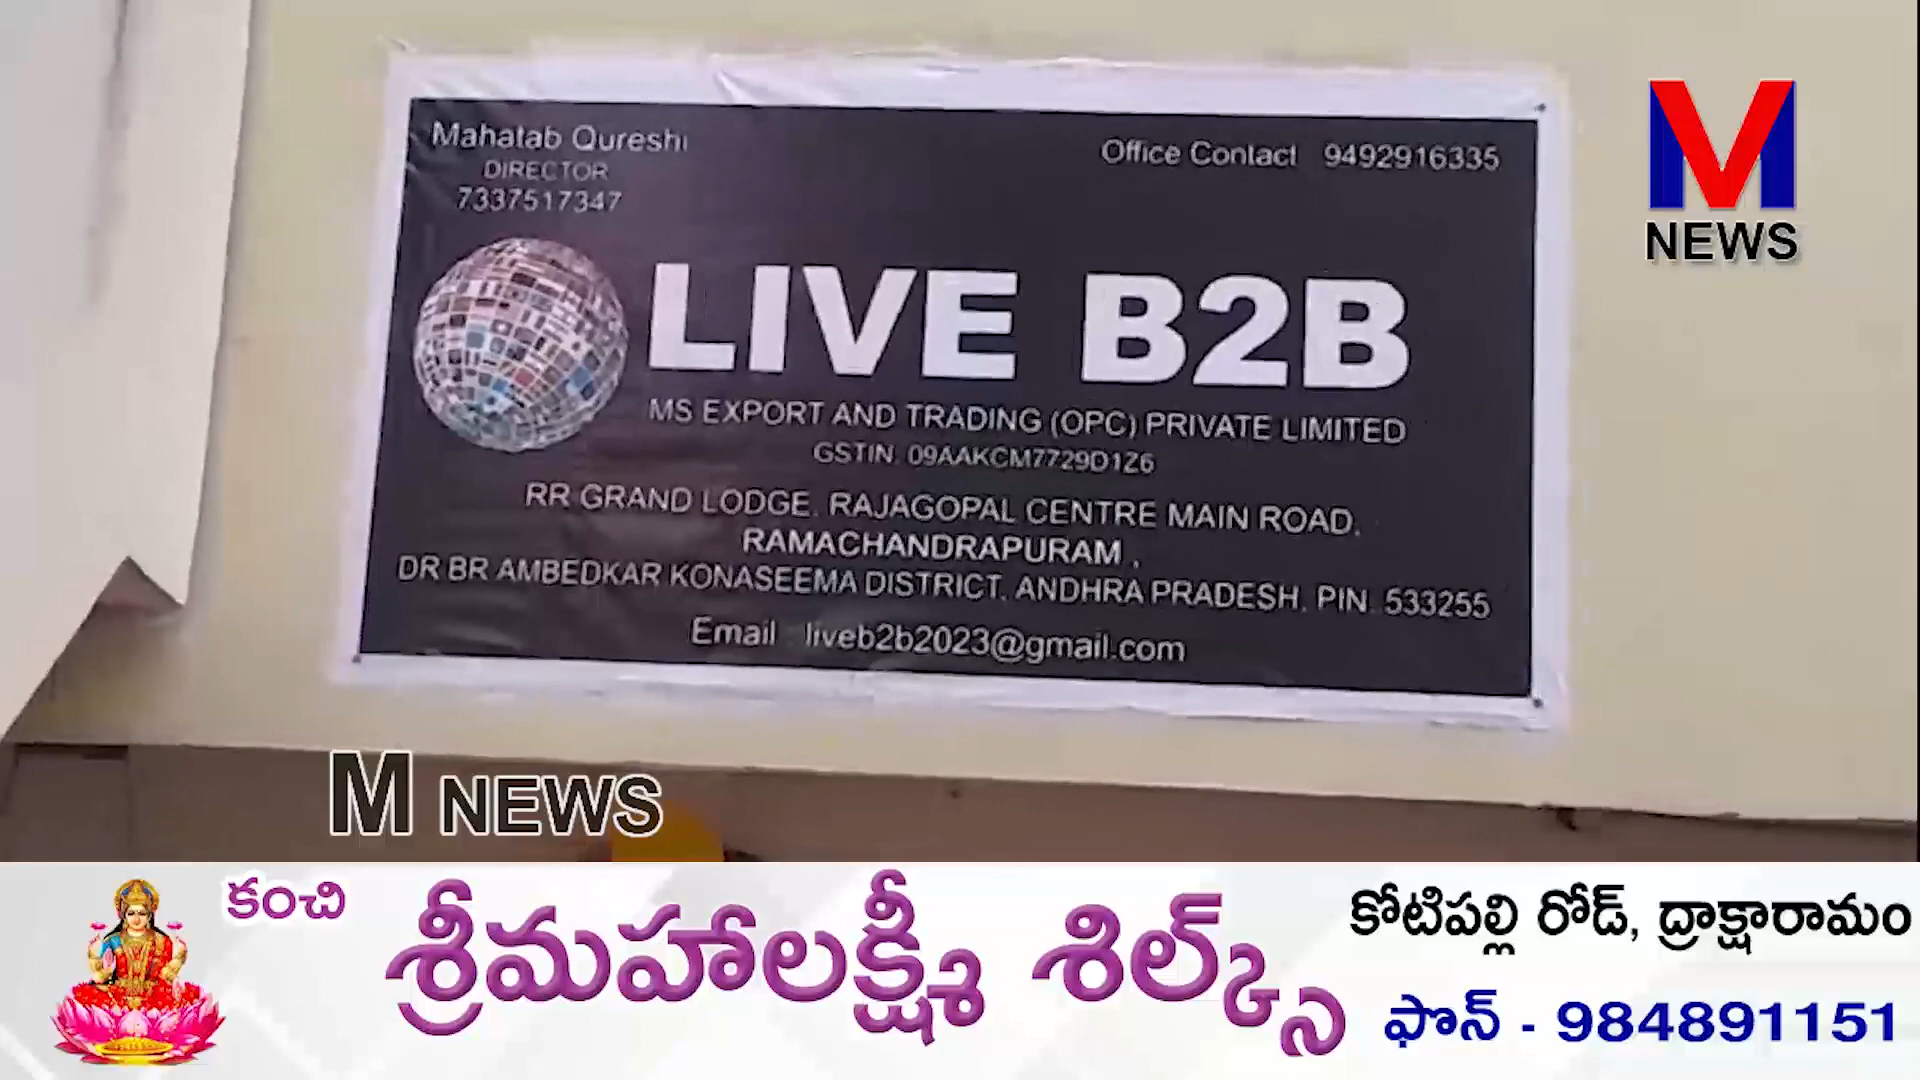 Mahatab Qureshi
DIRECTOR
7337517347
Office Contact 9492916335
M
NEWS
LIVE B2B
MS EXPORT AND TRADING (OPC) PRIVATE LIMITED
GSTIN. 09AAKCM7729D1Z6
RR GRAND LODGE. RAJAGOPAL CENTRE MAIN ROAD.
RAMACHANDRAPURAM .
DR BR AMBEDKAR KONASEEMA DISTRICT. ANDHRA PRADESH. PIN. 533255
Email liveb2b2023@gmail.com
M NEWS
కంచి
శ్రీమహాలక్ష్మీ శిల్క్స్
కోటిపల్లి రోడ్, ద్రాక్షారామం
ఫొన్ - 984891151